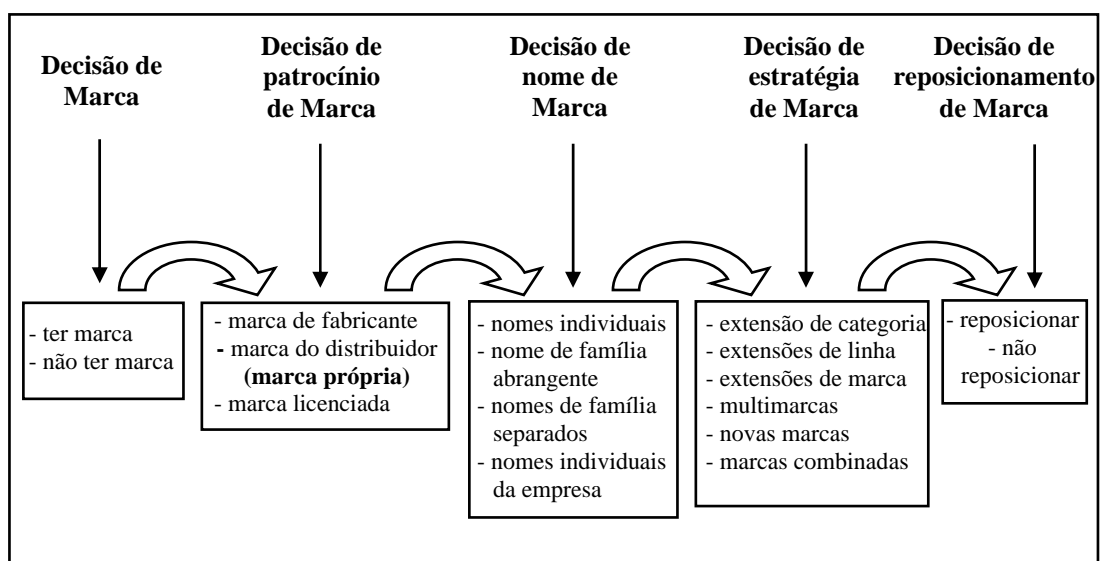 Decisão de
Marca
Decisão de
patrocínio
de Marca
Decisão de
nome de
Marca
Decisão de
estratégia
de Marca
Decisão de
reposicionamento
de Marca
- ter marca
- não ter marca
- marca de fabricante
- marca do distribuidor
(marca própria)
- marca licenciada
- nomes individuais
- nome de família
abrangente
- nomes de família
separados
- nomes individuais
da empresa
- extensão de categoria
- extensões de linha
- extensões de marca
- multimarcas
- novas marcas
- marcas combinadas
- reposicionar
- não
reposicionar